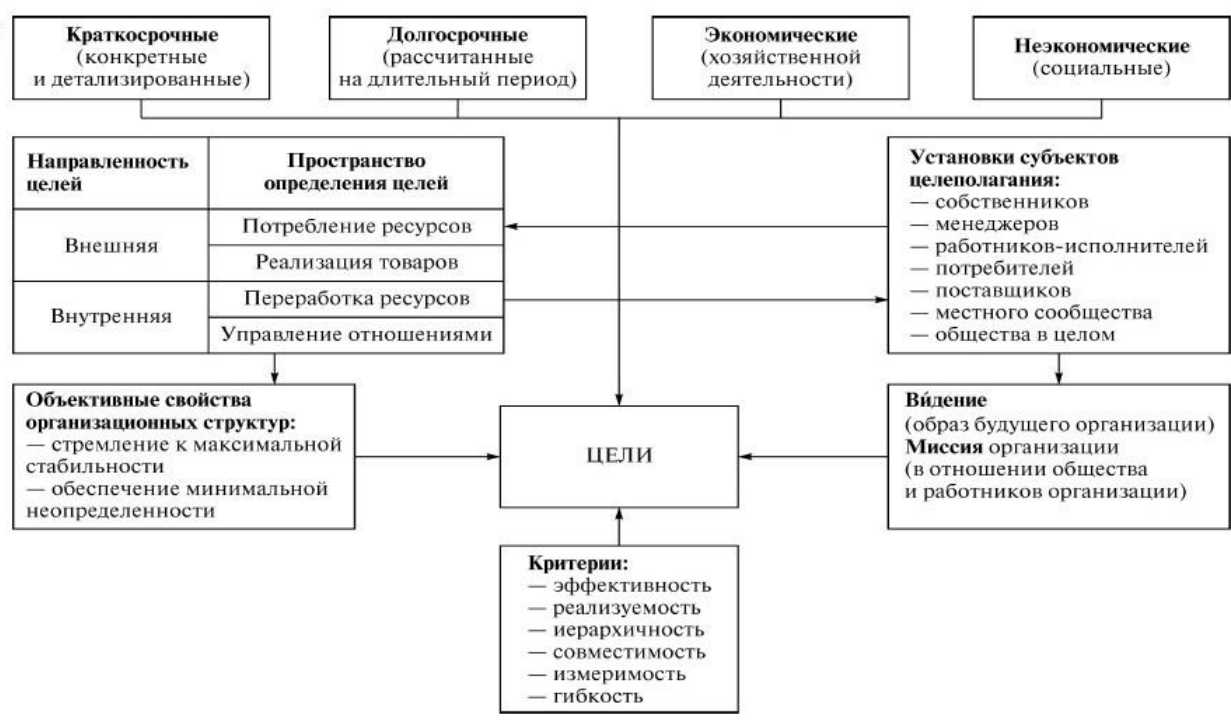 Краткосрочные
(конкретные
и детализированные)
Долгосрочные
(рассчитанные
на длительный период)
Экономические
(хозяйственной
деятельности)
Неэкономические
(социальные)
Направленность
целей
Пространство
определения целей
Внешняя
Потребление ресурсов
Реализация товаров
Внутренняя
Переработка ресурсов
Управление отношениями
Установки субъектов
целеполагания:
— собственников
— менеджеров
— работников-исполнителей
— потребителей
— поставщиков
— местного сообщества
— общества в целом
Объективные свойства
организационных структур:
— стремление к максимальной
стабильности
— обеспечение минимальной
неопределенности
ЦЕЛИ
Ви́дение
(образ будущего организации)
Миссия организации
(в отношении общества
и работников организации)
Критерии:
— эффективность
— реализуемость
— иерархичность
— совместимость
— измеримость
— гибкость